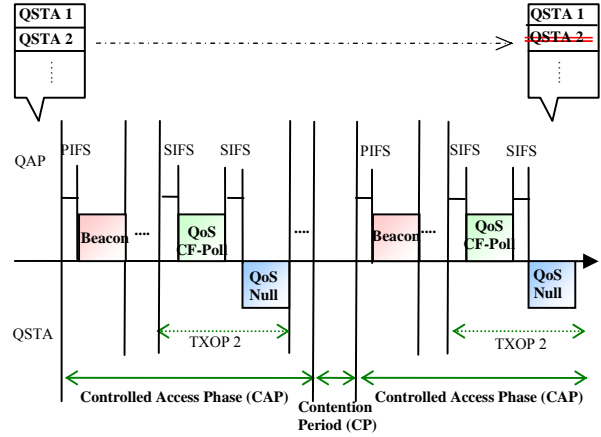 QSTA 1
QSTA 2
QSTA 1
QSTA 2
PIFS
SIFS
SIFS
PIFS
SIFS
SIFS
QAP
Beacon
....
QoS
CF-Poll
....
Beacon
....
QoS
CF-Poll
QoS
Null
QoS
Null
QSTA
TXOP 2
TXOP 2
Controlled Access Phase (CAP)
Contention
Period (CP)
Controlled Access Phase (CAP)